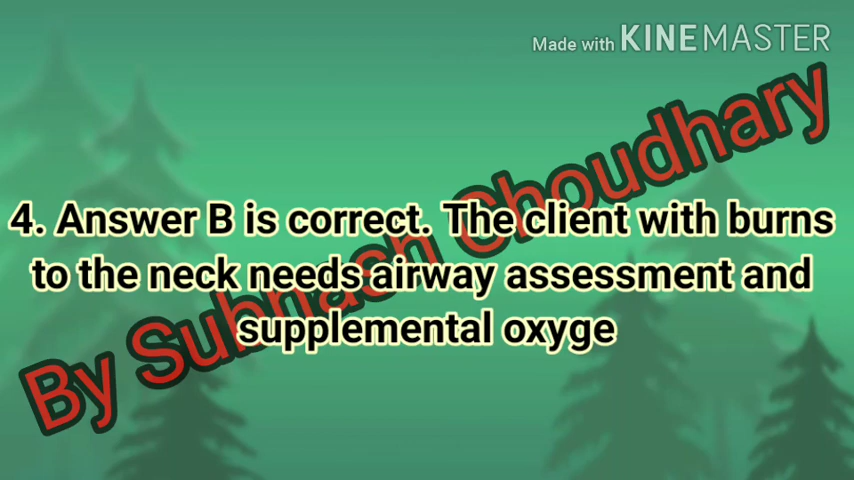 Made with KINEMASTER
4. Answer B is correct. The client with burns
to the neck needs airway assessment and
supplemental oxyge
By Subhash Choudhary